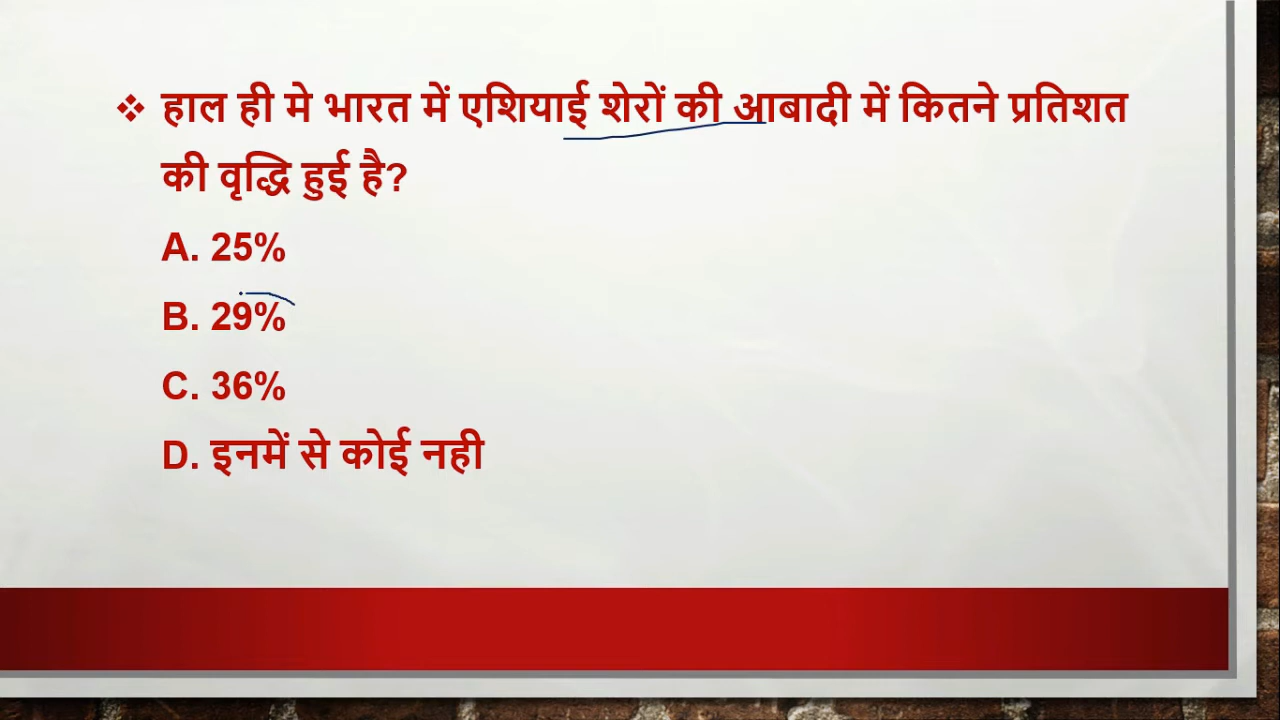 ❖ हाल ही मे भारत में एशियाई शेरों की आबादी में कितने प्रतिशत
की वृद्धि हुई है?
A. 25%
B. 29%
C. 36%
D. इनमें से कोई नही